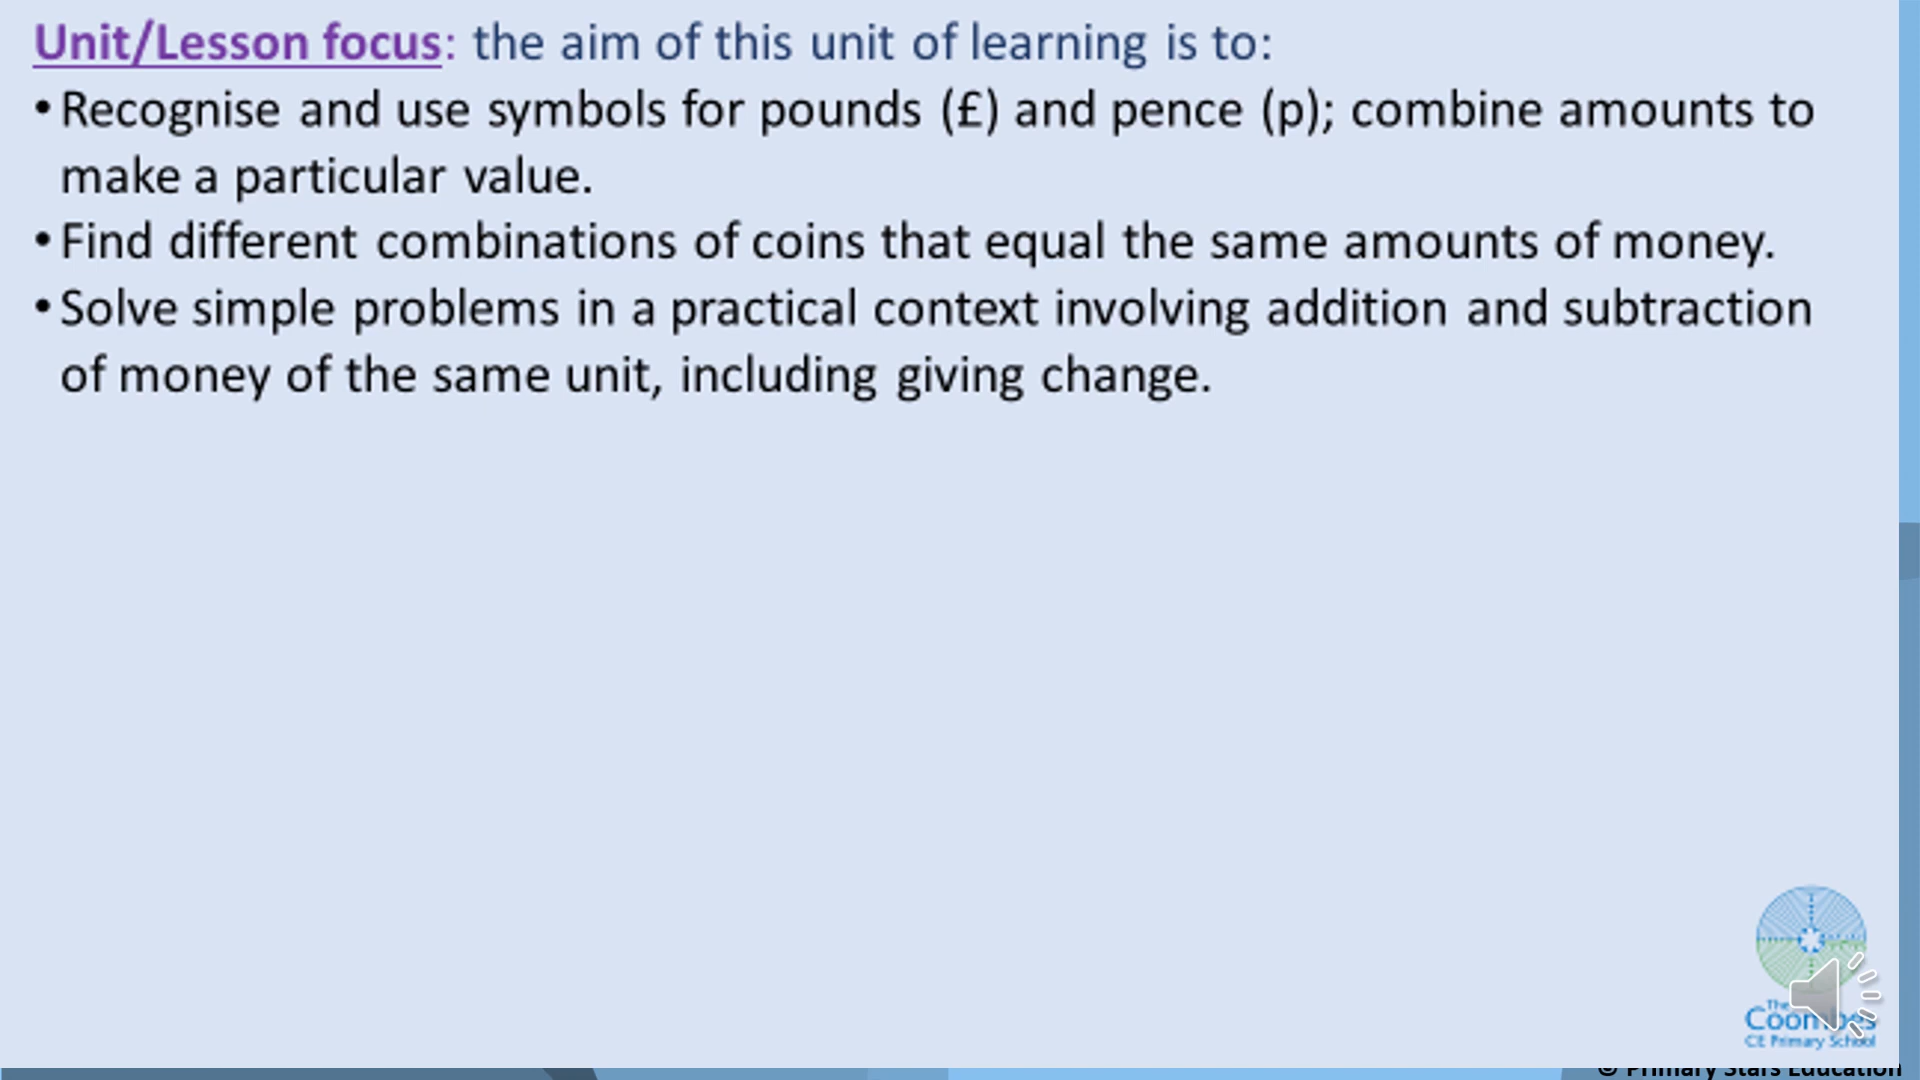 Unit/Lesson focus: the aim of this unit of learning is to:
•Recognise and use symbols for pounds (£) and pence (p); combine amounts to
make a particular value.
•Find different combinations of coins that equal the same amounts of money.
•Solve simple problems in a practical context involving addition and subtraction
of money of the same unit, including giving change.
The
Coombes
CE Primary School
© Primary Stars Education